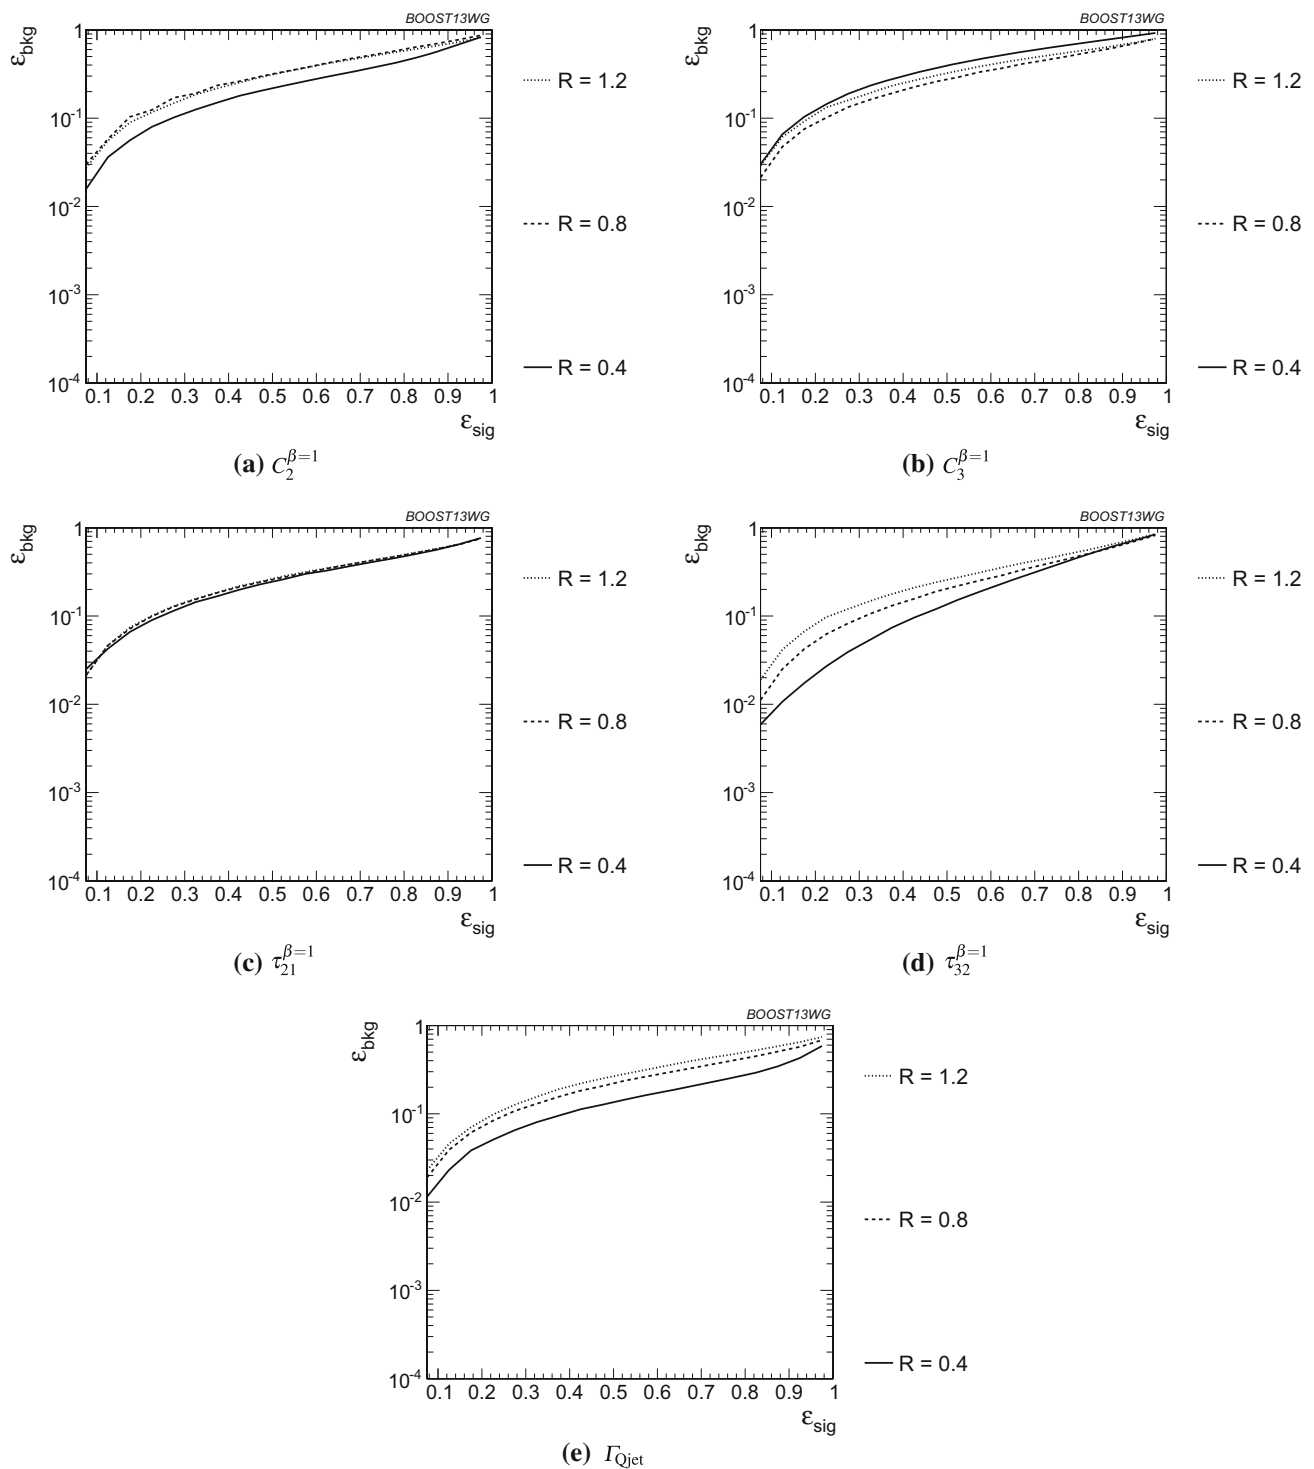 BOOST13WG
ε_bkg
1
10^-1
10^-2
10^-3
10^-4
0.1 0.2 0.3 0.4 0.5 0.6 0.7 0.8 0.9 1
ε_sig
R = 1.2
R = 0.8
R = 0.4
(a) C_2^{β=1}
BOOST13WG
ε_bkg
1
10^-1
10^-2
10^-3
10^-4
0.1 0.2 0.3 0.4 0.5 0.6 0.7 0.8 0.9 1
ε_sig
R = 1.2
R = 0.8
R = 0.4
(b) C_3^{β=1}
BOOST13WG
ε_bkg
1
10^-1
10^-2
10^-3
10^-4
0.1 0.2 0.3 0.4 0.5 0.6 0.7 0.8 0.9 1
ε_sig
R = 1.2
R = 0.8
R = 0.4
(c) τ_21^{β=1}
BOOST13WG
ε_bkg
1
10^-1
10^-2
10^-3
10^-4
0.1 0.2 0.3 0.4 0.5 0.6 0.7 0.8 0.9 1
ε_sig
R = 1.2
R = 0.8
R = 0.4
(d) τ_32^{β=1}
BOOST13WG
ε_bkg
1
10^-1
10^-2
10^-3
10^-4
0.1 0.2 0.3 0.4 0.5 0.6 0.7 0.8 0.9 1
ε_sig
R = 1.2
R = 0.8
R = 0.4
(e) Γ_Qjet